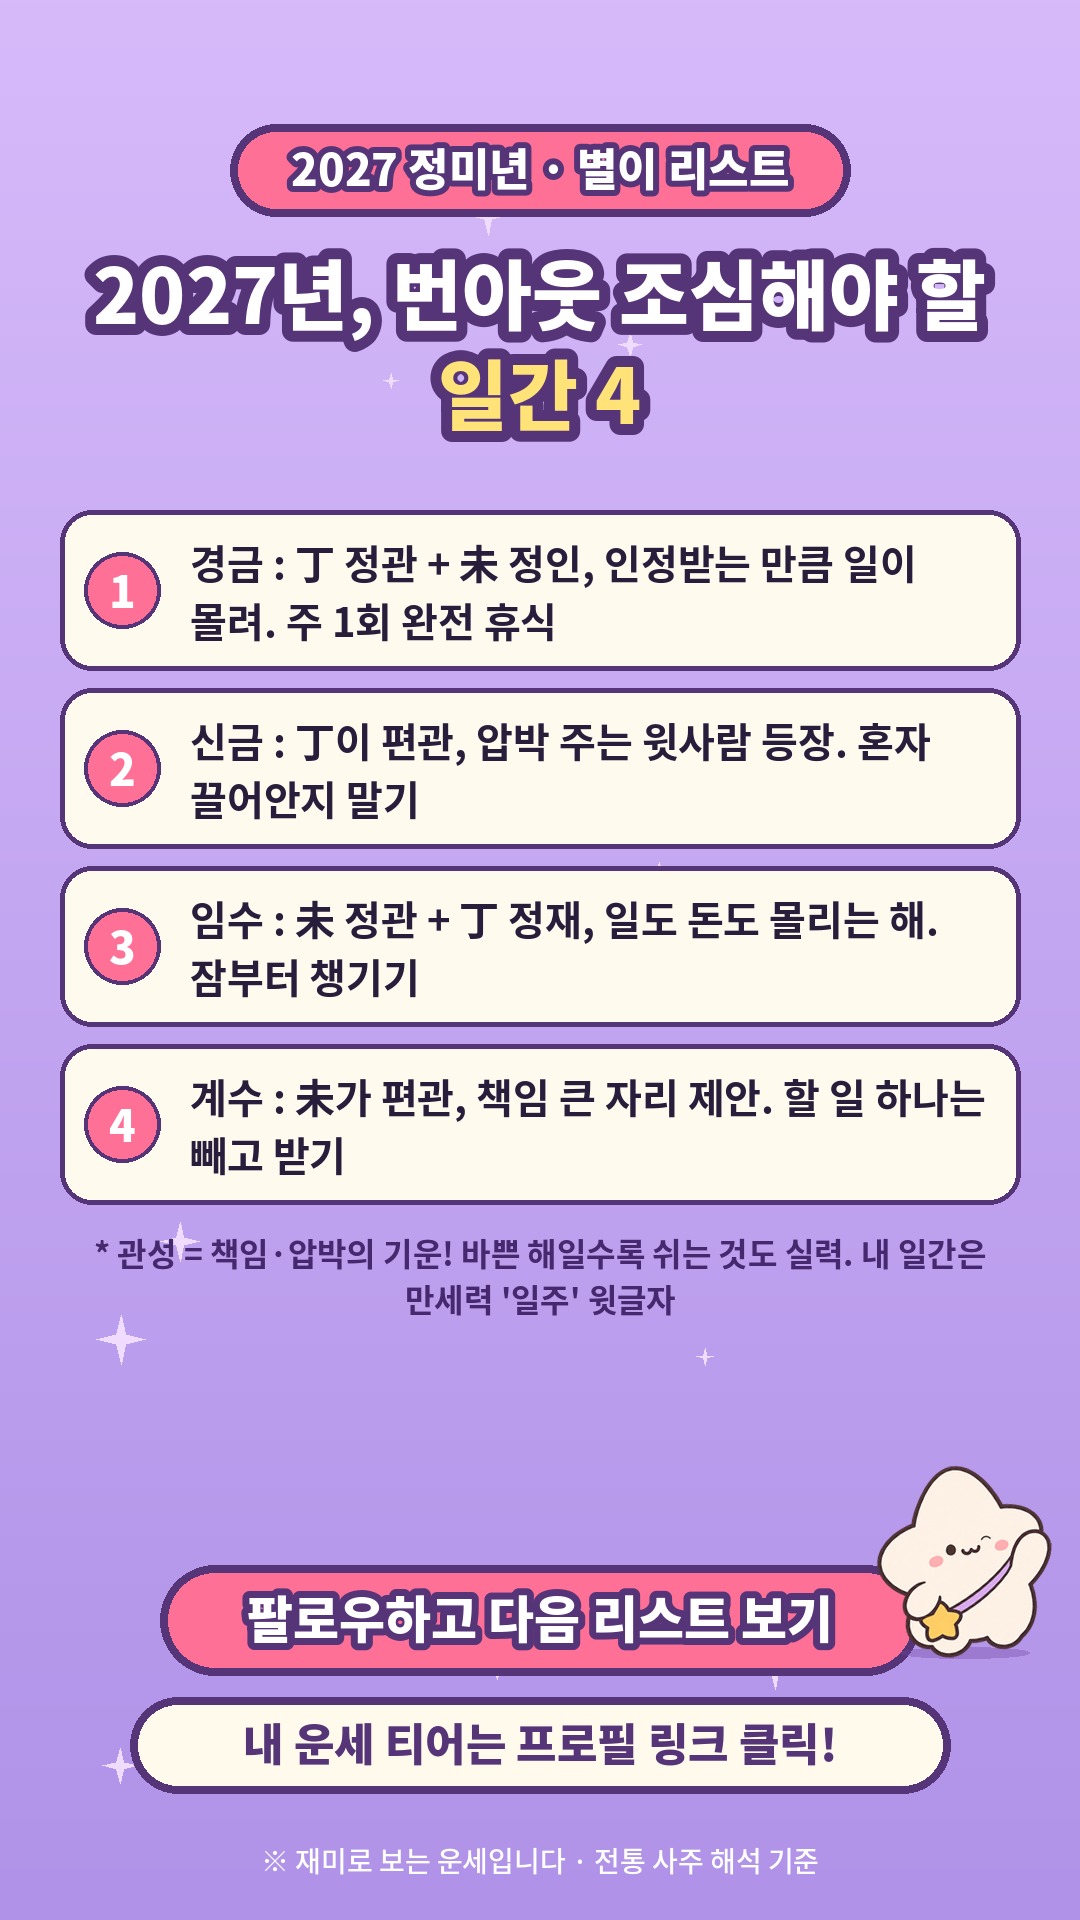 2027 정미년 • 별이 리스트
2027년, 번아웃 조심해야 할
일간 4
1
경금 : 丁 정관 + 未 정인, 인정받는 만큼 일이
몰려. 주 1회 완전 휴식
2
신금 : 丁이 편관, 압박 주는 윗사람 등장. 혼자
끌어안지 말기
3
임수 : 未 정관 + 丁 정재, 일도 돈도 몰리는 해.
잠부터 챙기기
4
계수 : 未가 편관, 책임 큰 자리 제안. 할 일 하나는
빼고 받기
* 관성 = 책임·압박의 기운! 바쁜 해일수록 쉬는 것도 실력. 내 일간은
만세력 '일주' 윗글자
팔로우하고 다음 리스트 보기
내 운세 티어는 프로필 링크 클릭!
※ 재미로 보는 운세입니다 · 전통 사주 해석 기준